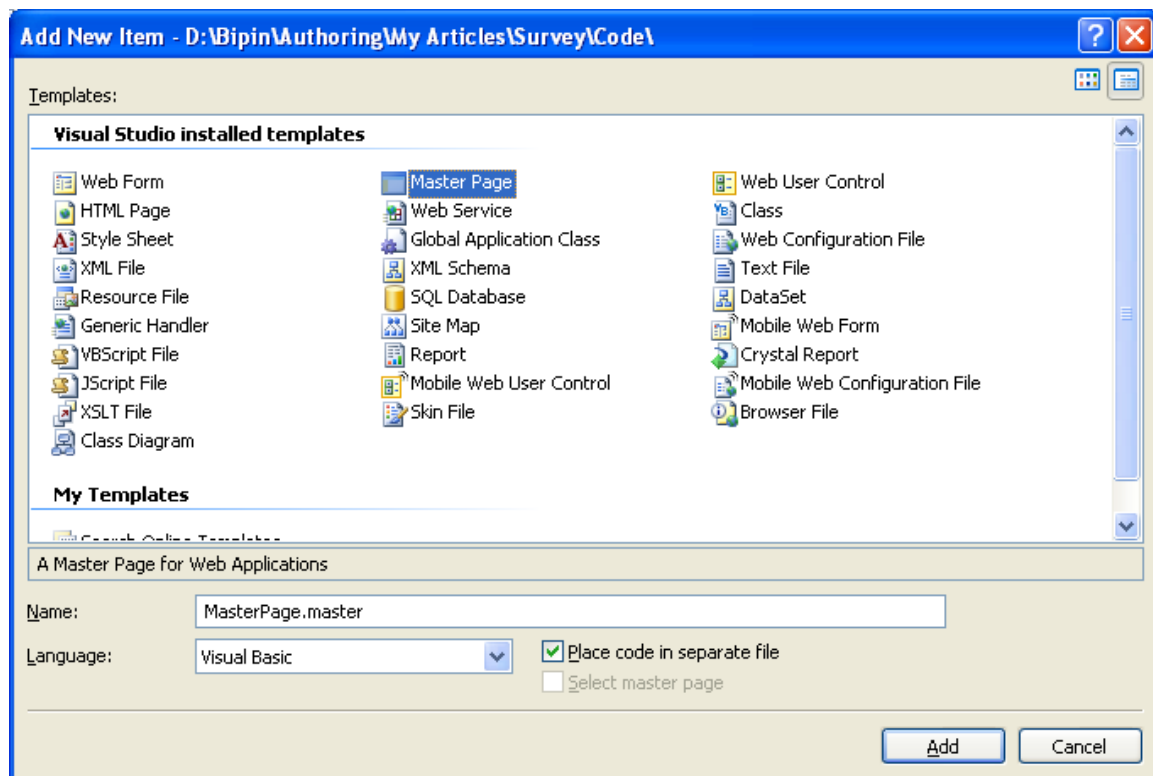 Add New Item - D:\Bipin\Authoring\My Articles\Survey\Code\
Templates:
Visual Studio installed templates
Web Form
Master Page
Web User Control
HTML Page
Web Service
Class
Style Sheet
Global Application Class
Web Configuration File
XML File
XML Schema
Text File
Resource File
SQL Database
DataSet
Generic Handler
Site Map
Mobile Web Form
VBScript File
Report
Crystal Report
JScript File
Mobile Web User Control
Mobile Web Configuration File
XSLT File
Skin File
Browser File
Class Diagram
My Templates
Search Online Templates
A Master Page for Web Applications
Name:
MasterPage.master
Language:
Visual Basic
Place code in separate file
Select master page
Add
Cancel